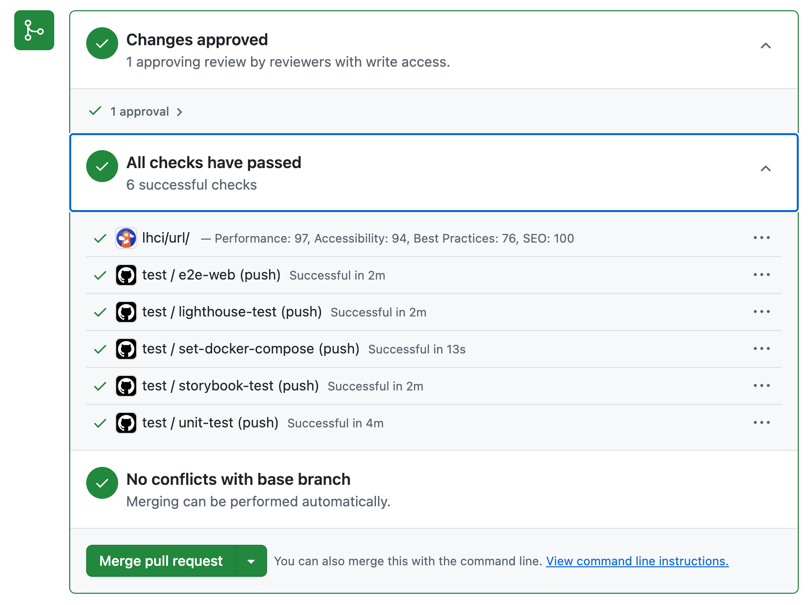 Changes approved
1 approving review by reviewers with write access.
1 approval
All checks have passed
6 successful checks
lhci/url/ — Performance: 97, Accessibility: 94, Best Practices: 76, SEO: 100
test / e2e-web (push) Successful in 2m
test / lighthouse-test (push) Successful in 2m
test / set-docker-compose (push) Successful in 13s
test / storybook-test (push) Successful in 2m
test / unit-test (push) Successful in 4m
No conflicts with base branch
Merging can be performed automatically.
Merge pull request You can also merge this with the command line. View command line instructions.